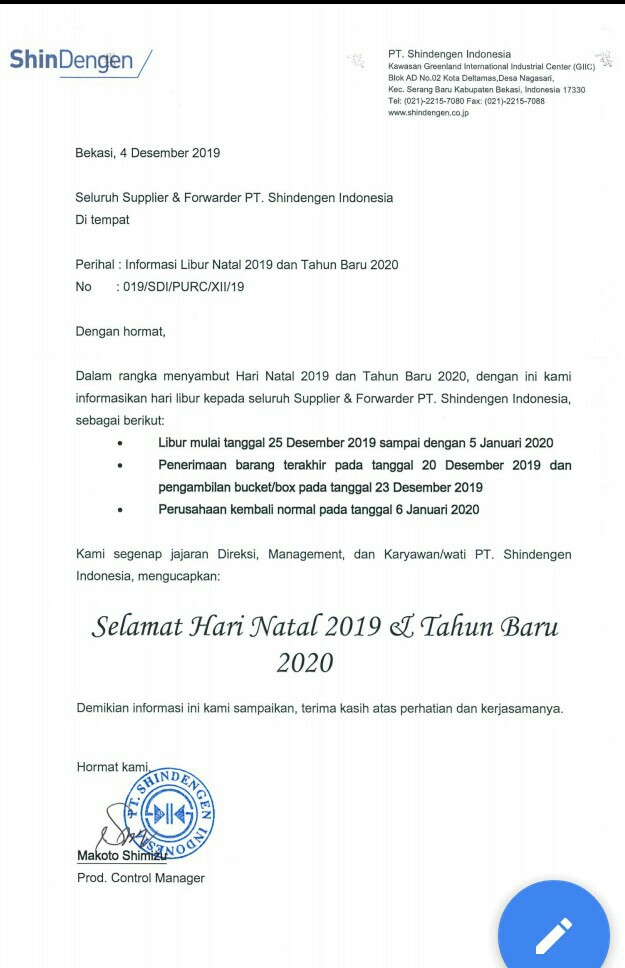 ShinDengen
PT. Shindengen Indonesia
Kawasan Greenland International Industrial Center (GIIC)
Blok AD No.02 Kota Deltamas,Desa Nagasari,
Kec. Serang Baru Kabupaten Bekasi, Indonesia 17330
Tel: (021)-2215-7080 Fax: (021)-2215-7088
www.shindengen.co.jp
Bekasi, 4 Desember 2019
Seluruh Supplier & Forwarder PT. Shindengen Indonesia
Di tempat
Perihal : Informasi Libur Natal 2019 dan Tahun Baru 2020
No : 019/SDI/PURC/XII/19
Dengan hormat,
Dalam rangka menyambut Hari Natal 2019 dan Tahun Baru 2020, dengan ini kami
informasikan hari libur kepada seluruh Supplier & Forwarder PT. Shindengen Indonesia,
sebagai berikut:
• Libur mulai tanggal 25 Desember 2019 sampai dengan 5 Januari 2020
• Penerimaan barang terakhir pada tanggal 20 Desember 2019 dan
pengambilan bucket/box pada tanggal 23 Desember 2019
• Perusahaan kembali normal pada tanggal 6 Januari 2020
Kami segenap jajaran Direksi, Management, dan Karyawan/wati PT. Shindengen
Indonesia, mengucapkan:
Selamat Hari Natal 2019 & Tahun Baru
2020
Demikian informasi ini kami sampaikan, terima kasih atas perhatian dan kerjasamanya.
Hormat kami,
PT. SHINDENGEN INDONESIA
Makoto Shimizu
Prod. Control Manager